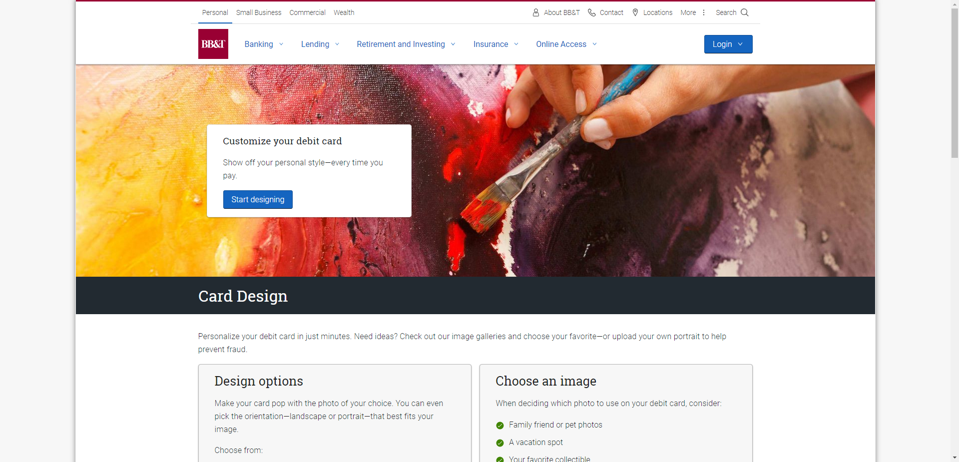 Personal Small Business Commercial Wealth About BB&T Contact Locations More Search
BB&T Banking Lending Retirement and Investing Insurance Online Access Login
Customize your debit card
Show off your personal style—every time you
pay.
Start designing
Card Design
Personalize your debit card in just minutes. Need ideas? Check out our image galleries and choose your favorite—or upload your own portrait to help
prevent fraud.
Design options
Make your card pop with the photo of your choice. You can even
pick the orientation—landscape or portrait—that best fits your
image.
Choose from:
Choose an image
When deciding which photo to use on your debit card, consider:
Family friend or pet photos
A vacation spot
Your favorite collectible